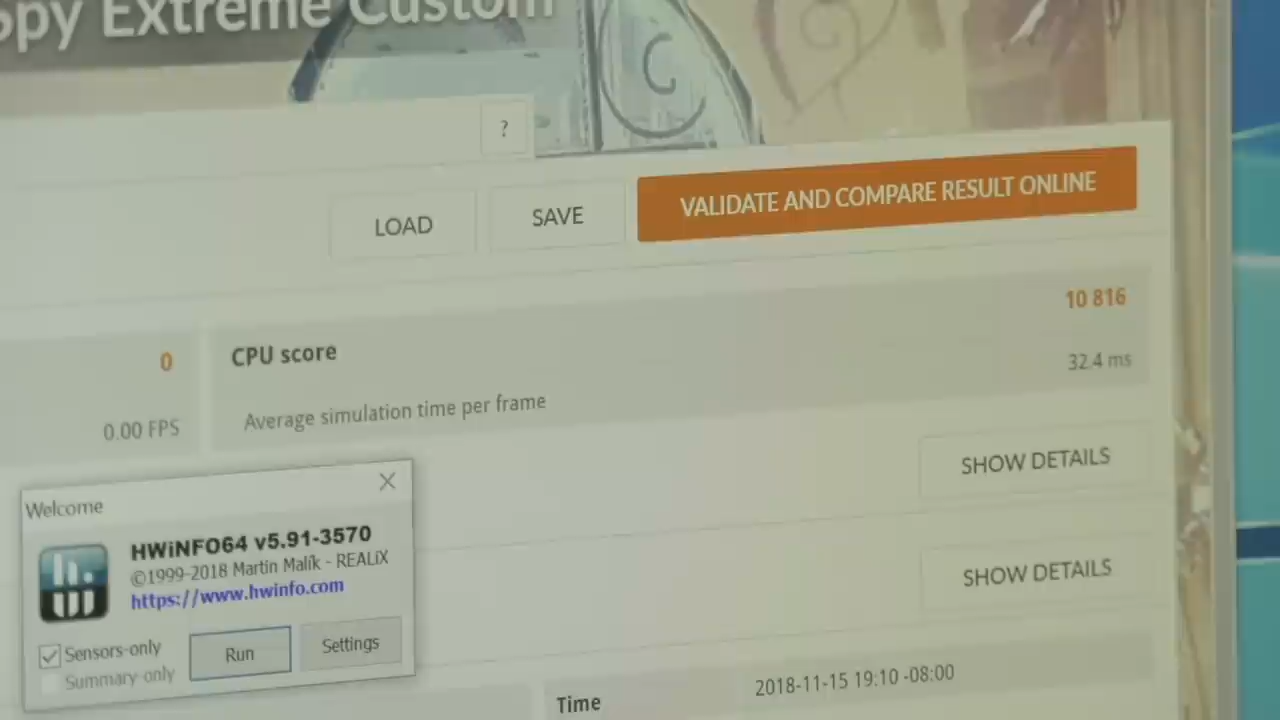 Extreme Custom
?
LOAD
SAVE
VALIDATE AND COMPARE RESULT ONLINE
0
CPU score
10 816
0.00 FPS
Average simulation time per frame
32.4 ms
SHOW DETAILS
Welcome
HWiNFO64 v5.91-3570
©1999-2018 Martin Malík - REALiX
https://www.hwinfo.com
SHOW DETAILS
Sensors-only
Run
Settings
Summary-only
Time
2018-11-15 19:10 -08:00